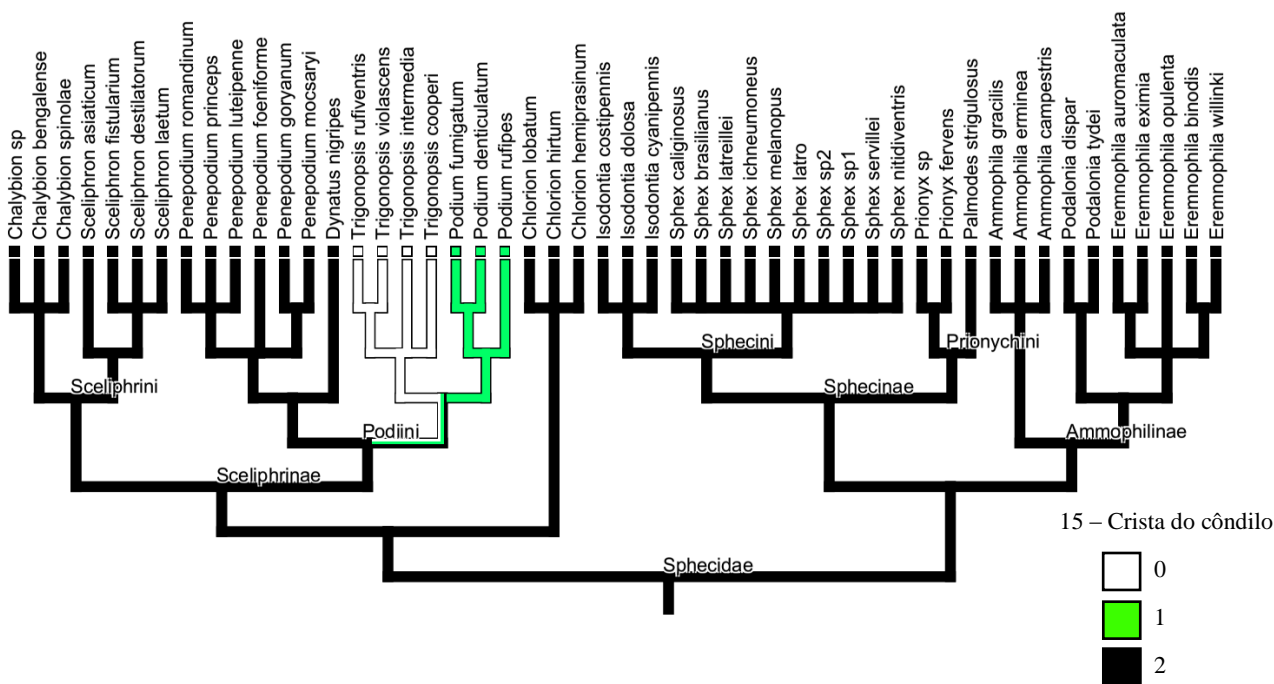 Chalybion sp
Chalybion bengalense
Chalybion spinolae
Sceliphron asiaticum
Sceliphron fistularium
Sceliphron destilatorum
Sceliphron laetum
Penepodium romandinum
Penepodium princeps
Penepodium luteipenne
Penepodium foeniforme
Penepodium goryanum
Penepodium mocsaryi
Dynatus nigripes
Trigonopsis rufiventris
Trigonopsis violascens
Trigonopsis intermedia
Trigonopsis cooperi
Podium fumigatum
Podium denticulatum
Podium rufipes
Chlorion lobatum
Chlorion hirtum
Chlorion hemiprasinum
Isodontia costipennis
Isodontia dolosa
Isodontia cyanipennis
Sphex caliginosus
Sphex brasilianus
Sphex latreillei
Sphex ichneumoneus
Sphex melanopus
Sphex latro
Sphex sp2
Sphex sp1
Sphex servillei
Sphex nitidiventris
Prionyx sp
Prionyx fervens
Palmodes strigulosus
Ammophila gracilis
Ammophila erminea
Ammophila campestris
Podalonia dispar
Podalonia tydei
Eremnophila auromaculata
Eremnophila eximia
Eremnophila opulenta
Eremnophila binodis
Eremnophila willinki
Sphecini
Prionychini
Sceliphrini
Sphecinae
Podiini
Ammophilinae
Sceliphrinae
Sphecidae
15 – Crista do côndilo
0
1
2